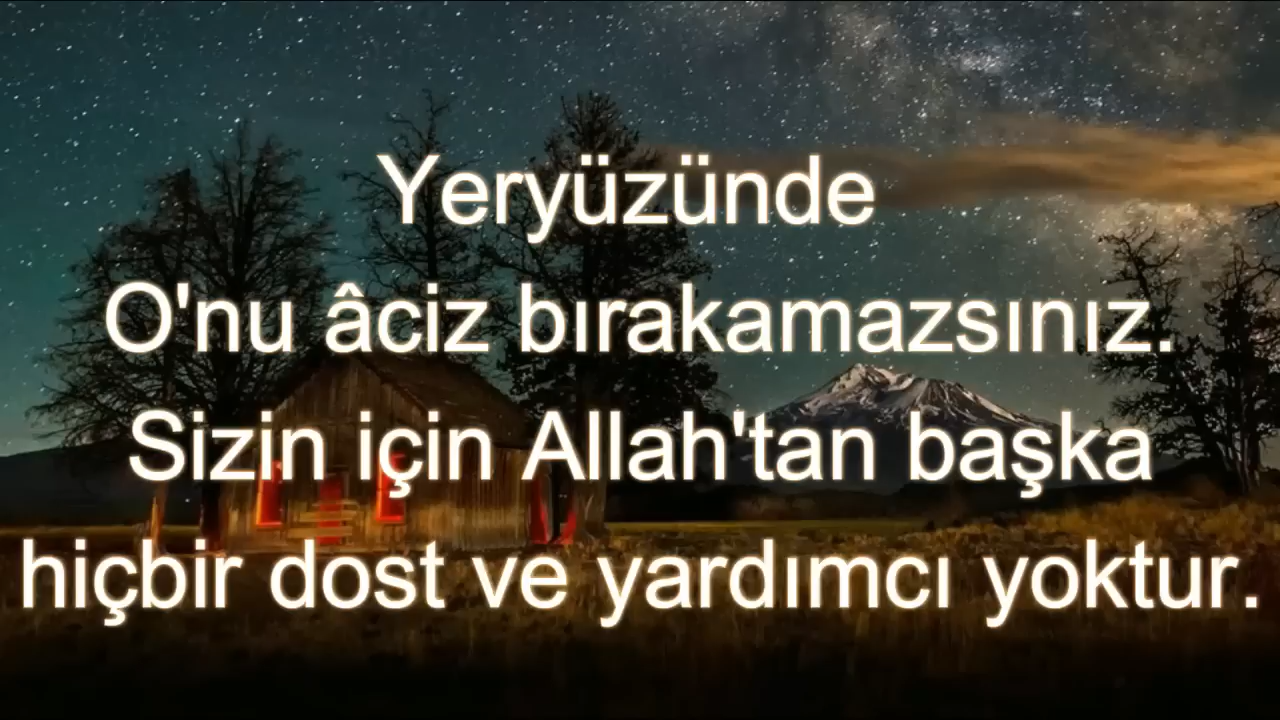 Yeryüzünde
O'nu âciz bırakamazsınız.
Sizin için Allah'tan başka
hiçbir dost ve yardımcı yoktur.